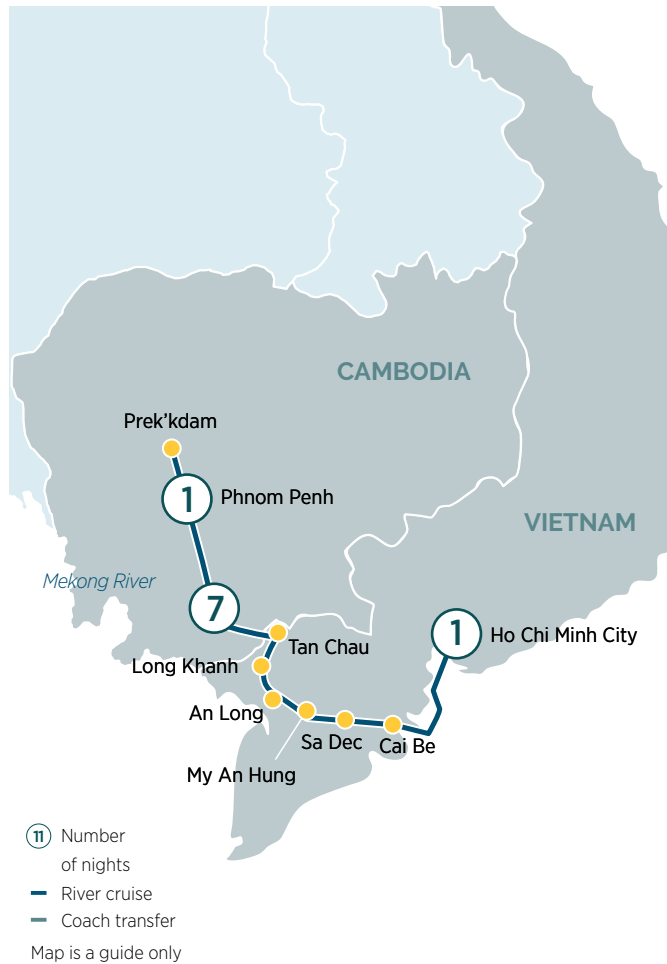 CAMBODIA
Prek’kdam
1
Phnom Penh
VIETNAM
Mekong River
7
1
Ho Chi Minh City
Tan Chau
Long Khanh
An Long
Sa Dec
Cai Be
My An Hung
11 Number
of nights
River cruise
Coach transfer
Map is a guide only